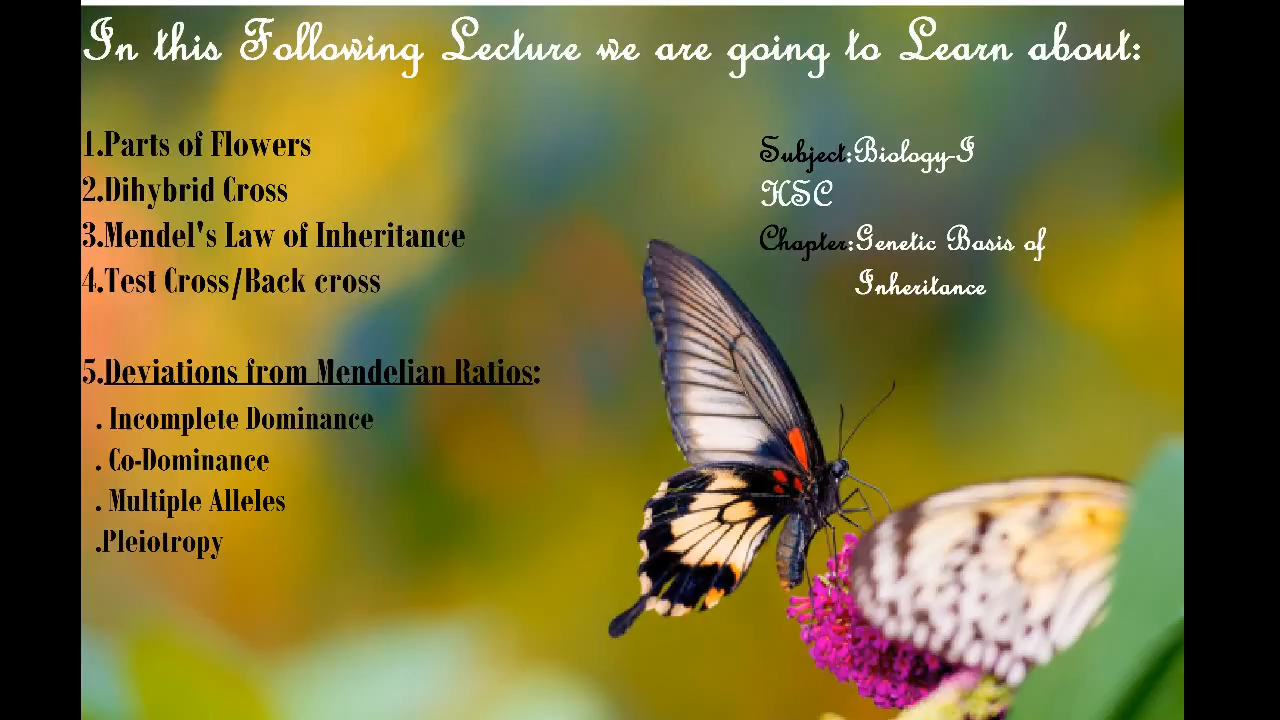 In this Following Lecture we are going to Learn about:
1.Parts of Flowers
2.Dihybrid Cross
3.Mendel's Law of Inheritance
4.Test Cross/Back cross
5.Deviations from Mendelian Ratios:
. Incomplete Dominance
. Co-Dominance
. Multiple Alleles
.Pleiotropy
Subject:Biology-I
HSC
Chapter:Genetic Basis of
Inheritance